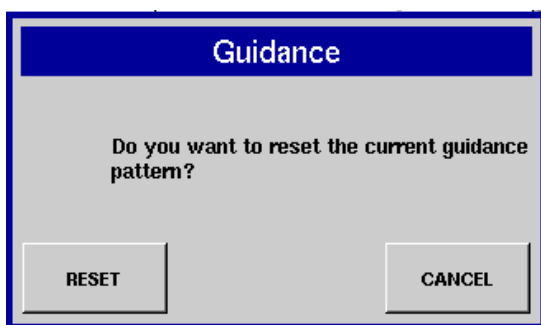 Guidance
Do you want to reset the current guidance
pattern?
RESET
CANCEL